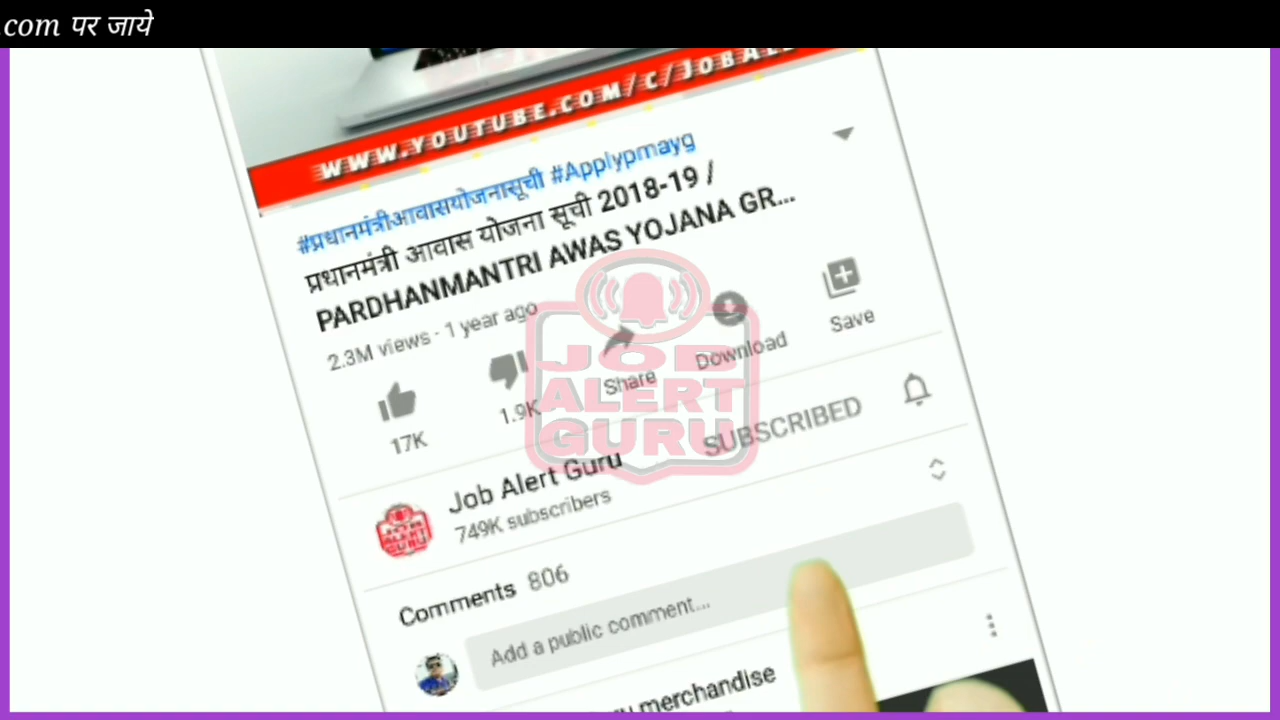 .com पर जाये
WWW.YOUTUBE.COM/C/JOBALE
#प्रधानमंत्रीआवासयोजनासूची #Applypmayg
प्रधानमंत्री आवास योजना सूची 2018-19 /
PARDHANMANTRI AWAS YOJANA GR...
2.3M views · 1 year ago
17K
1.9K
Share
Download
Save
JOB
ALERT
GURU
Job Alert Guru
SUBSCRIBED
749K subscribers
Comments 806
Add a public comment...
merchandise